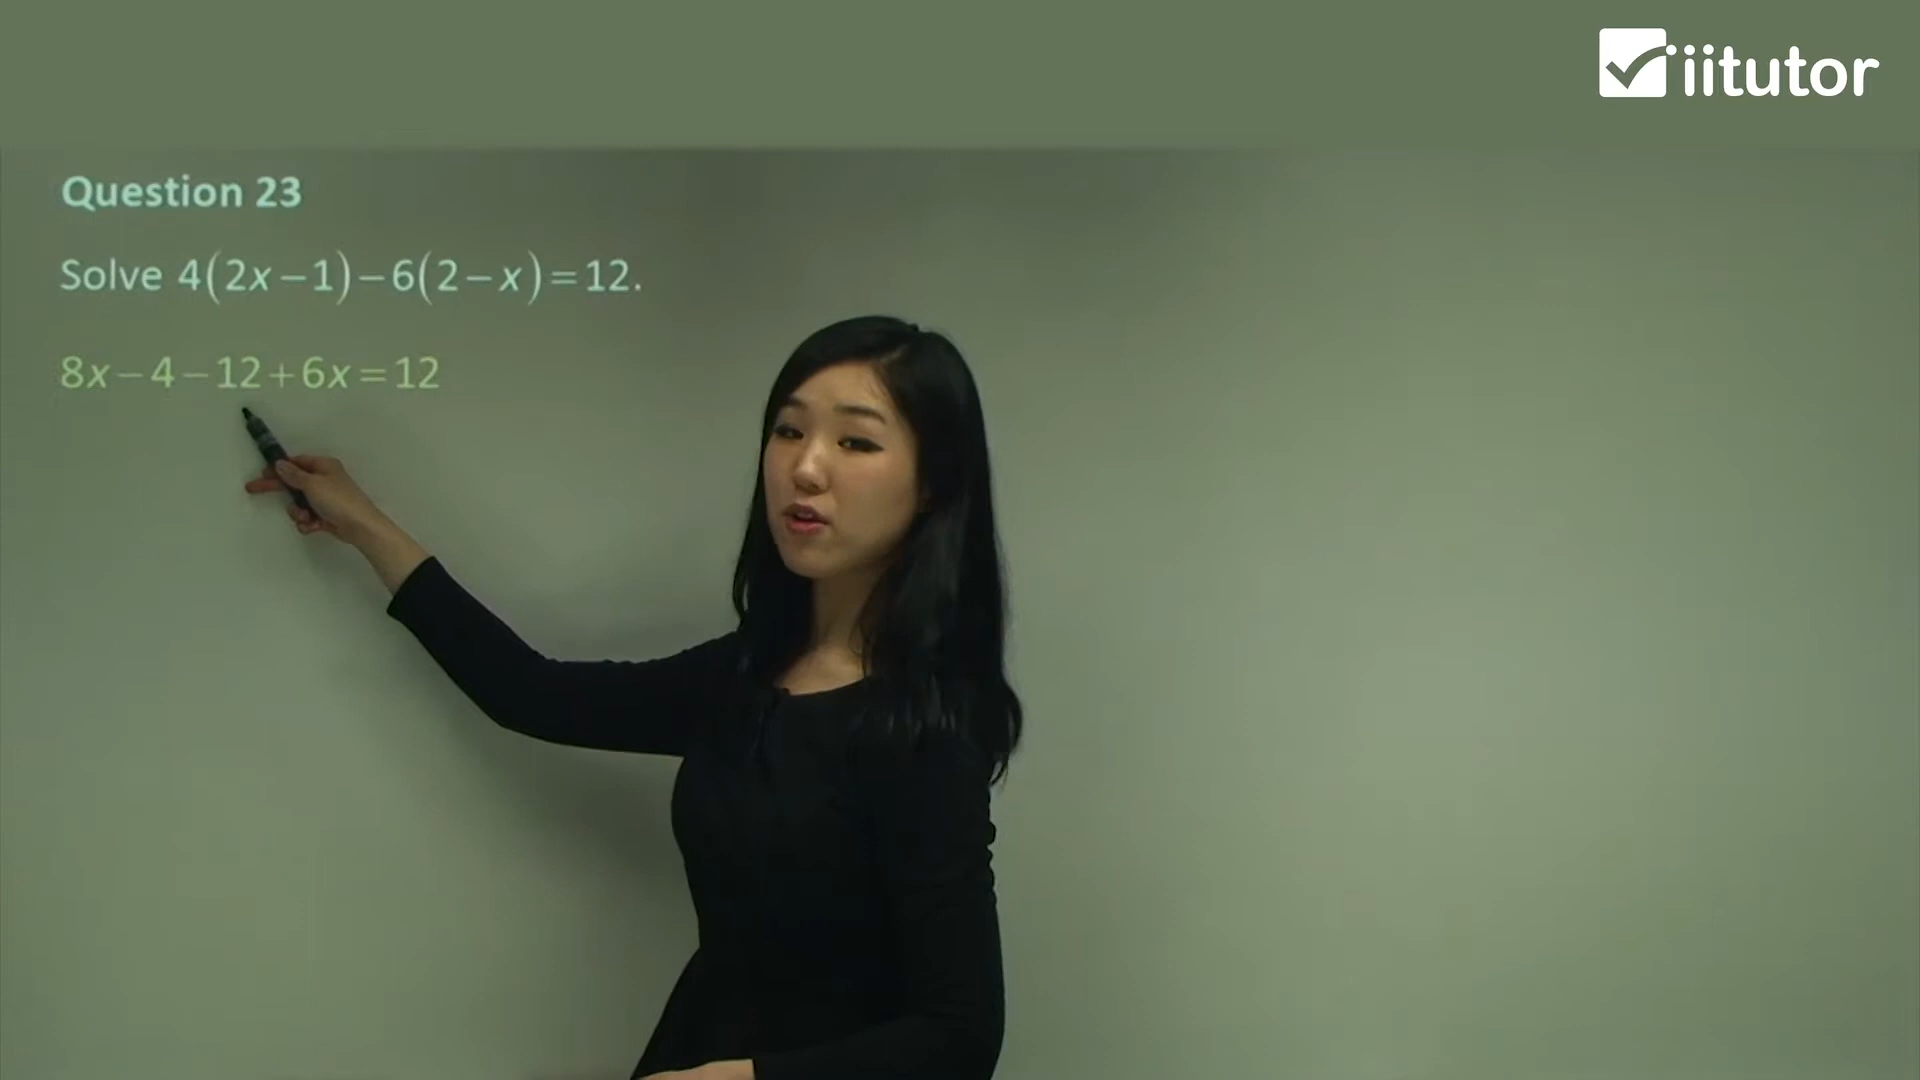 iitutor
Question 23
Solve 4(2x−1)−6(2−x)=12.
8x−4−12+6x=12